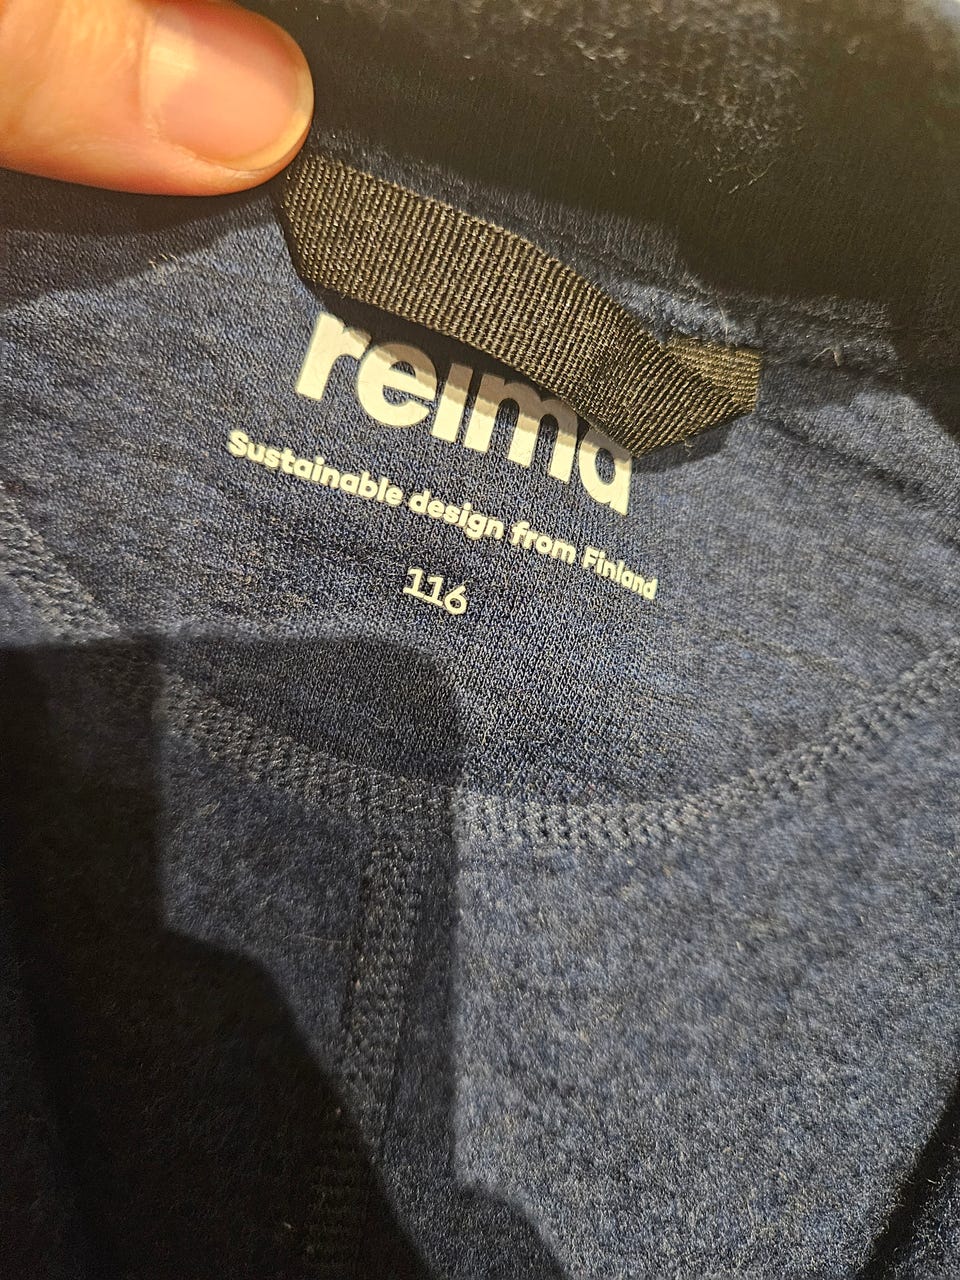 reima
Sustainable design from Finland
116